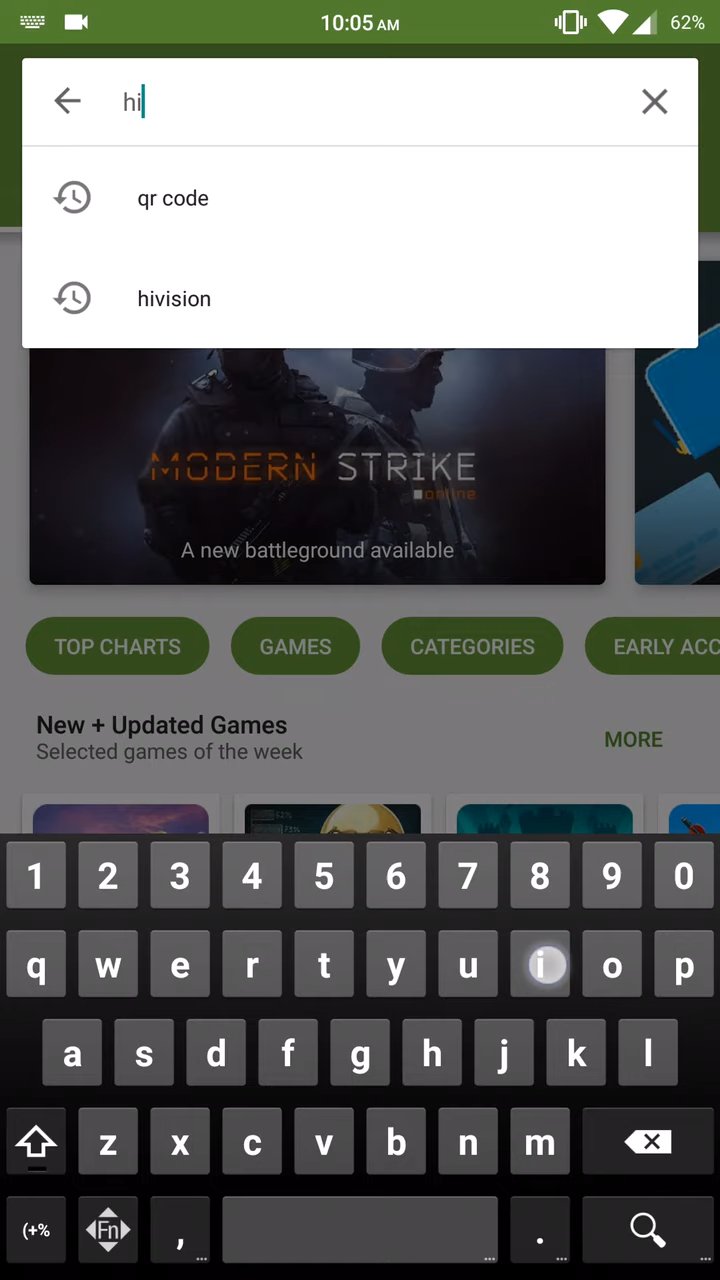 10:05 AM
62%
hi
qr code
hivision
MODERN STRIKE
online
A new battleground available
TOP CHARTS
GAMES
CATEGORIES
EARLY ACC
New + Updated Games
Selected games of the week
MORE
1 2 3 4 5 6 7 8 9 0
q w e r t y u i o p
a s d f g h j k l
z x c v b n m
(+% Fn , ... ... . ... ...